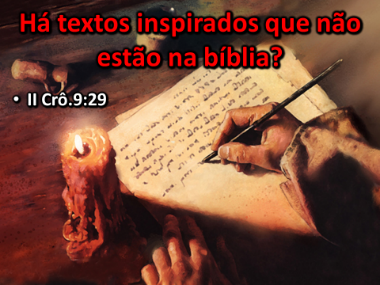 Há textos inspirados que não
estão na bíblia?
• II Crô.9:29